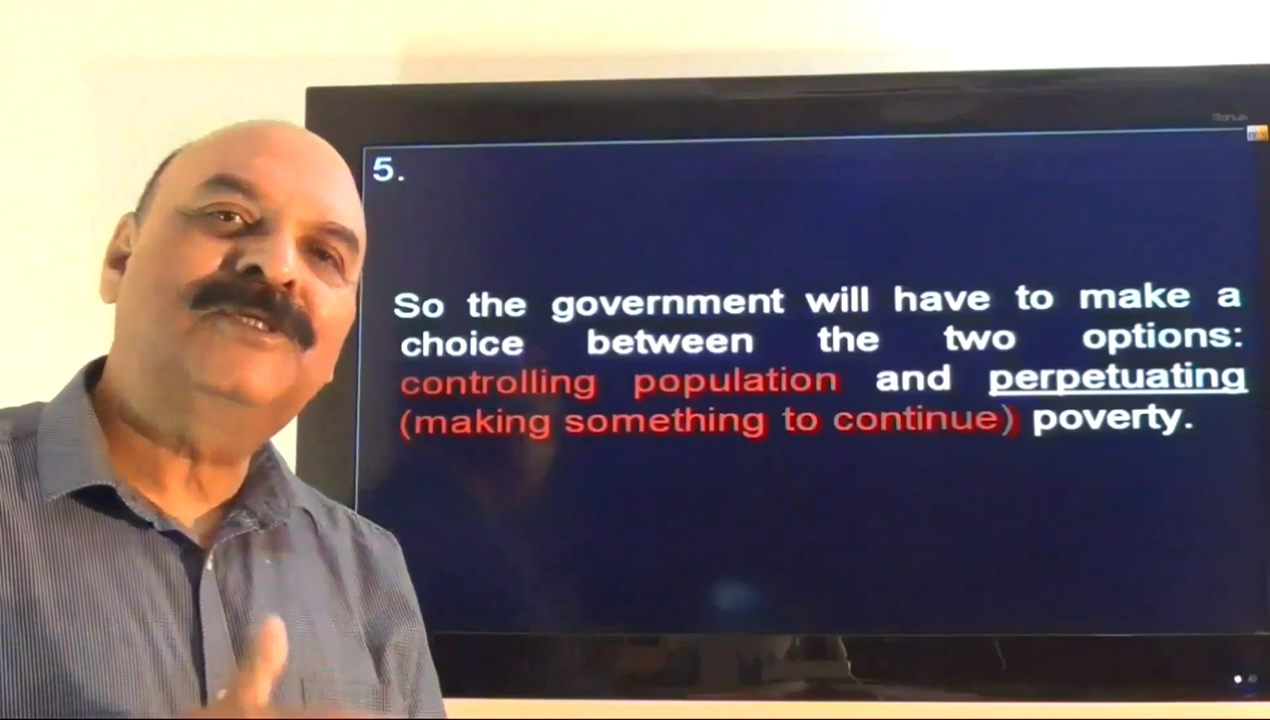 5.
So the government will have to make a
choice between the two options:
controlling population and perpetuating
(making something to continue) poverty.